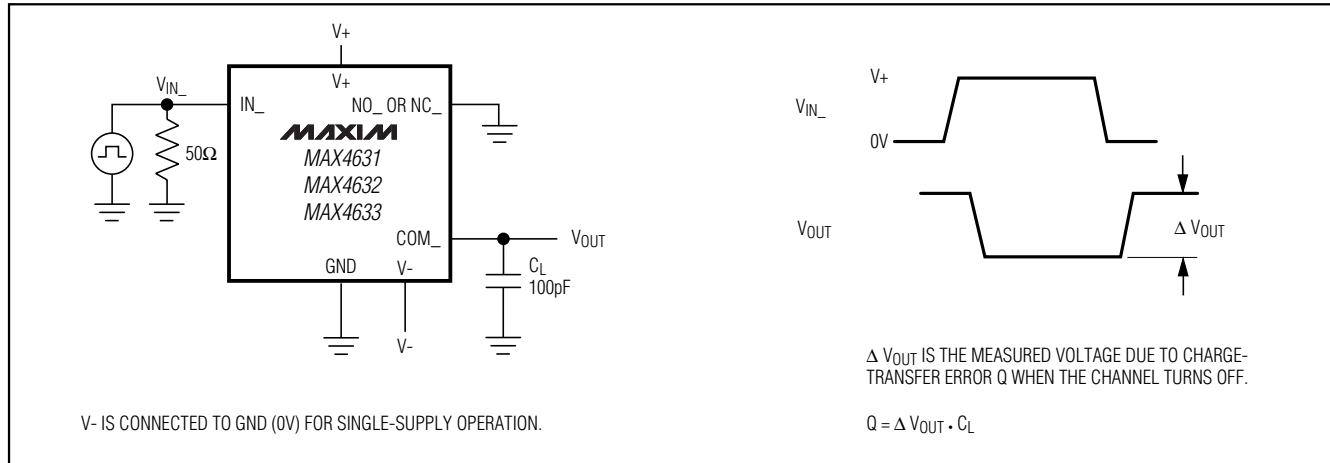 V+
V+
VIN_
IN_
NO_ OR NC_
MAXIM
50Ω
MAX4631
MAX4632
MAX4633
COM_
VOUT
GND
V-
CL
100pF
V-
V- IS CONNECTED TO GND (0V) FOR SINGLE-SUPPLY OPERATION.
V+
VIN_
0V
VOUT
Δ VOUT
Δ VOUT IS THE MEASURED VOLTAGE DUE TO CHARGE-
TRANSFER ERROR Q WHEN THE CHANNEL TURNS OFF.
Q = Δ VOUT • CL